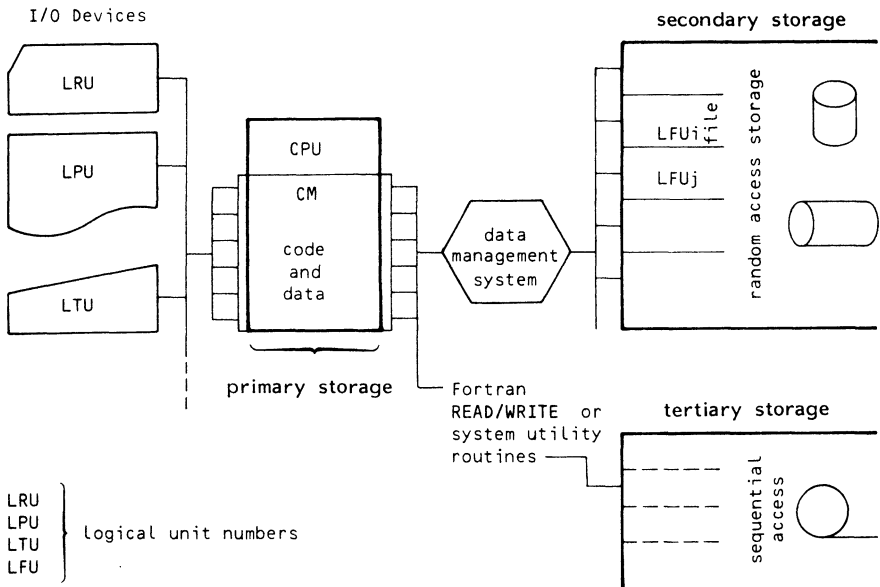 I/O Devices
LRU
LPU
LTU
CPU
CM
code
and
data
primary storage
data
management
system
secondary storage
LFUi
file
LFUj
random access storage
Fortran
READ/WRITE or
system utility
routines
tertiary storage
sequential
access
LRU
LPU
LTU
LFU
logical unit numbers